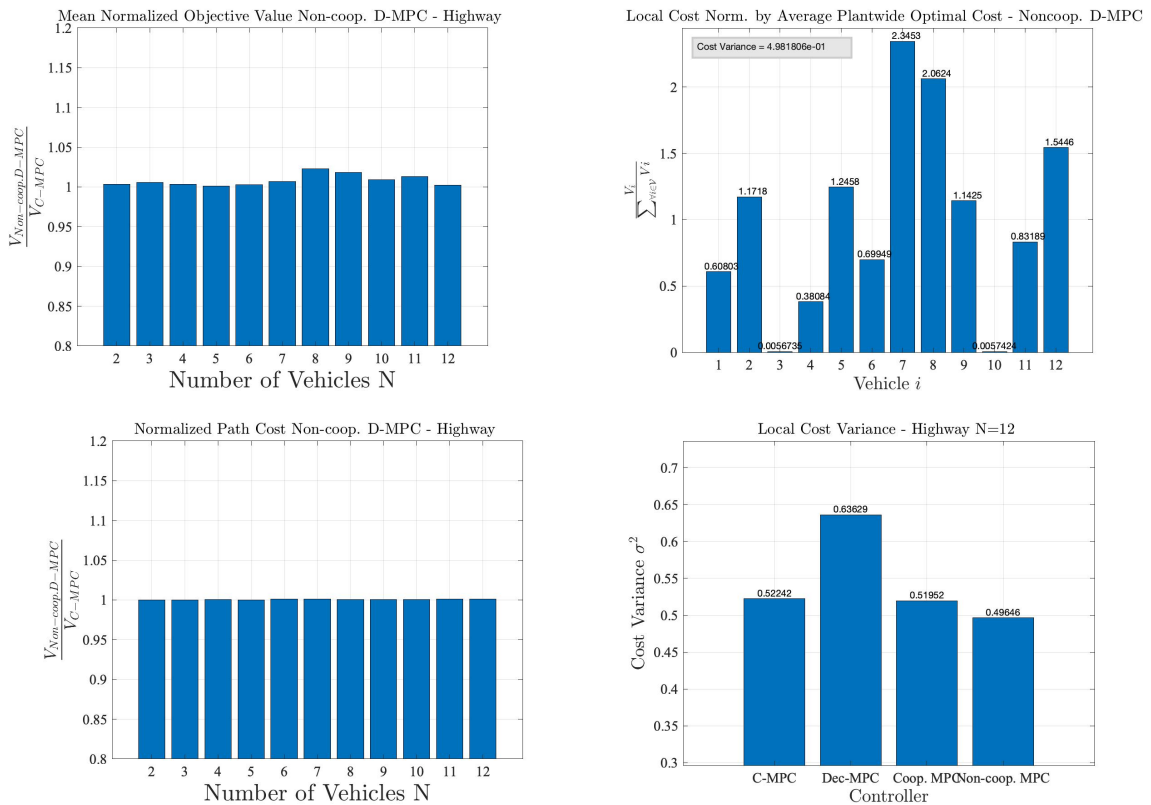 Mean Normalized Objective Value Non-coop. D-MPC - Highway
1.2
1.15
1.1
1.05
1
0.95
0.9
0.85
0.8
V_{Non-coop.D-MPC}
V_{C-MPC}
2 3 4 5 6 7 8 9 10 11 12
Number of Vehicles N
Local Cost Norm. by Average Plantwide Optimal Cost - Noncoop. D-MPC
Cost Variance = 4.981806e-01
2
1.5
1
0.5
0
V_i
∑_{∀i∈𝒱} V_i
0.60803
1.1718
0.0056735
0.38084
1.2458
0.69949
2.3453
2.0624
1.1425
0.0057424
0.83189
1.5446
1 2 3 4 5 6 7 8 9 10 11 12
Vehicle i
Normalized Path Cost Non-coop. D-MPC - Highway
1.2
1.15
1.1
1.05
1
0.95
0.9
0.85
0.8
V_{Non-coop.D-MPC}
V_{C-MPC}
2 3 4 5 6 7 8 9 10 11 12
Number of Vehicles N
Local Cost Variance - Highway N=12
0.7
0.65
0.6
0.55
0.5
0.45
0.4
0.35
0.3
Cost Variance σ²
0.52242
0.63629
0.51952
0.49646
C-MPC Dec-MPC Coop. MPC Non-coop. MPC
Controller